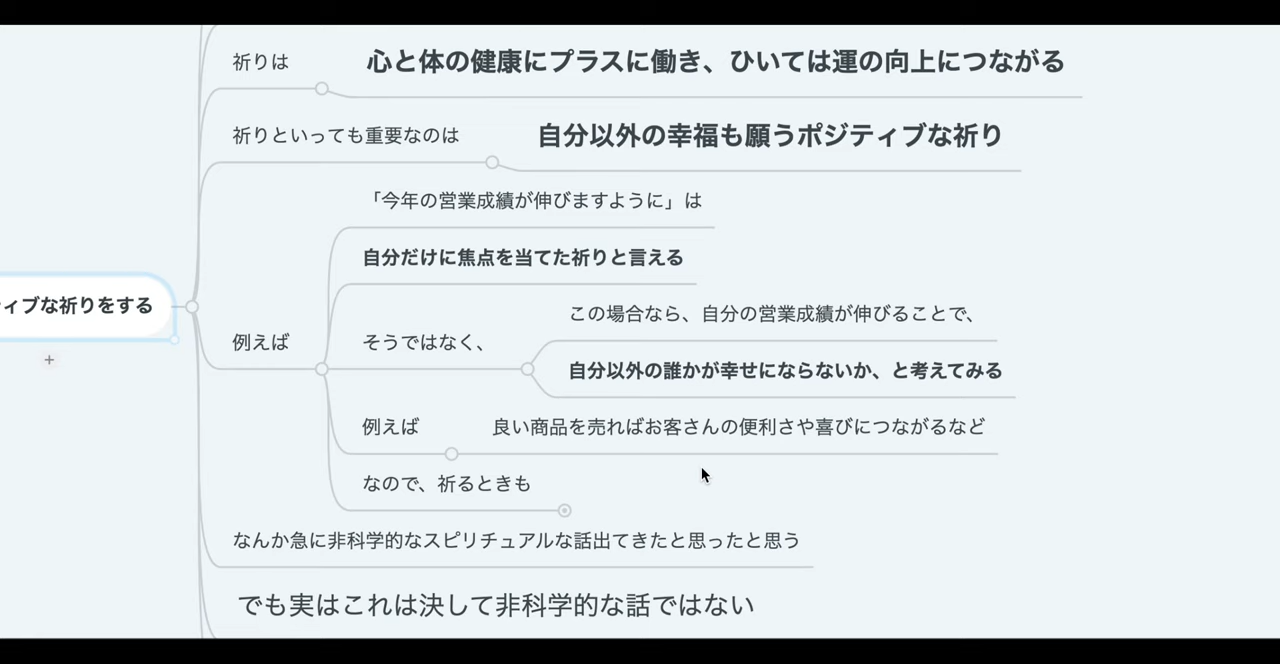 祈りは
心と体の健康にプラスに働き、ひいては運の向上につながる
祈りといっても重要なのは
自分以外の幸福も願うポジティブな祈り
ィブな祈りをする
例えば
「今年の営業成績が伸びますように」は
自分だけに焦点を当てた祈りと言える
そうではなく、
この場合なら、自分の営業成績が伸びることで、
自分以外の誰かが幸せにならないか、と考えてみる
例えば
良い商品を売ればお客さんの便利さや喜びにつながるなど
なので、祈るときも
なんか急に非科学的なスピリチュアルな話出てきたと思ったと思う
でも実はこれは決して非科学的な話ではない